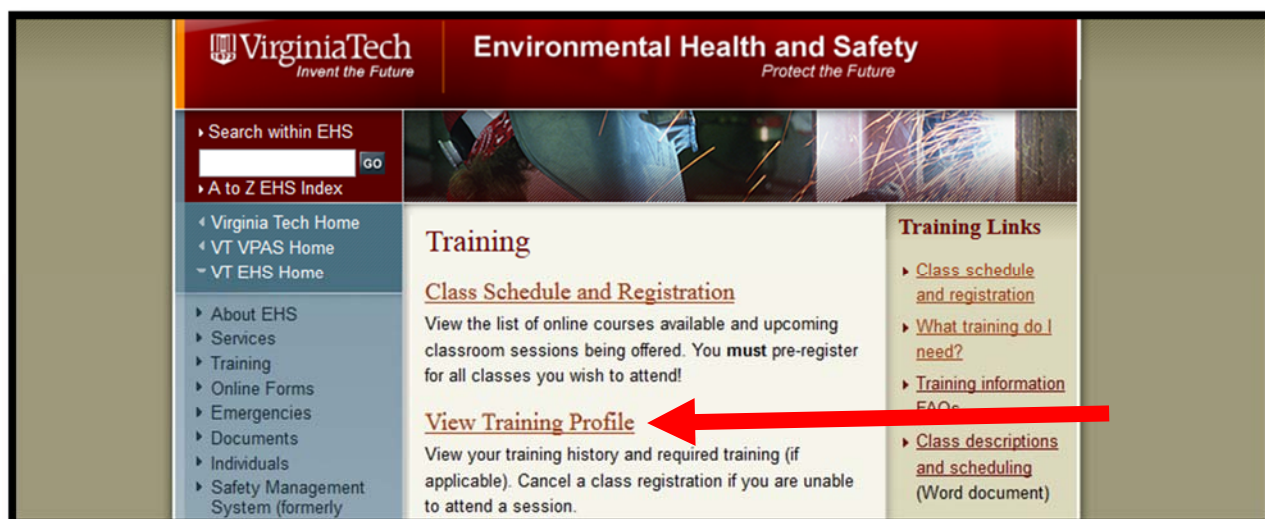 VirginiaTech
Invent the Future
Environmental Health and Safety
Protect the Future
Search within EHS
GO
A to Z EHS Index
Virginia Tech Home
VT VPAS Home
VT EHS Home
About EHS
Services
Training
Online Forms
Emergencies
Documents
Individuals
Safety Management
System (formerly
Training
Class Schedule and Registration
View the list of online courses available and upcoming
classroom sessions being offered. You must pre-register
for all classes you wish to attend!
View Training Profile
View your training history and required training (if
applicable). Cancel a class registration if you are unable
to attend a session.
Training Links
Class schedule
and registration
What training do I
need?
Training information
FAQs
Class descriptions
and scheduling
(Word document)